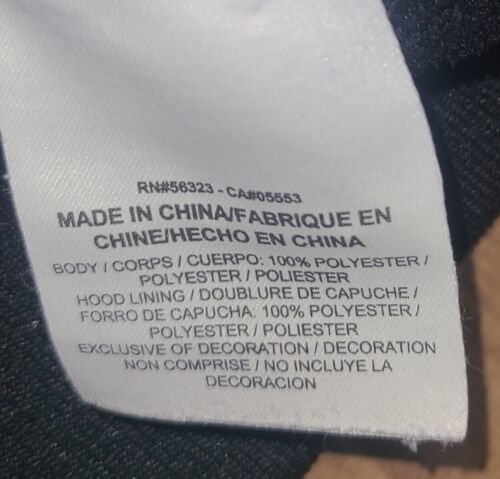 RN#56323 - CA#05553
MADE IN CHINA/FABRIQUE EN
CHINE/HECHO EN CHINA
BODY / CORPS / CUERPO: 100% POLYESTER /
POLYESTER / POLIESTER
HOOD LINING / DOUBLURE DE CAPUCHE /
FORRO DE CAPUCHA: 100% POLYESTER /
POLYESTER / POLIESTER
EXCLUSIVE OF DECORATION / DECORATION
NON COMPRISE / NO INCLUYE LA
DECORACION